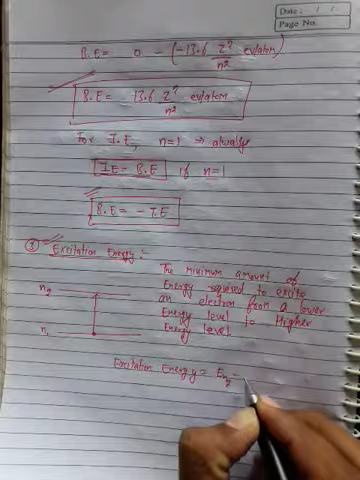 Date: / /
Page No.
B.E = 0 - (-13.6 Z²/n² ev/atom)
B.E = 13.6 Z²/n² ev/atom
For I.E, n=1 ⇒ always
IE = B.E if n=1
B.E = - T.E
③ Excitation Energy :-
The minimum amount of
Energy required to excite
an electron from a lower
Energy level to Higher
Energy level
n₂
n₁
Excitation Energy = En₂ -